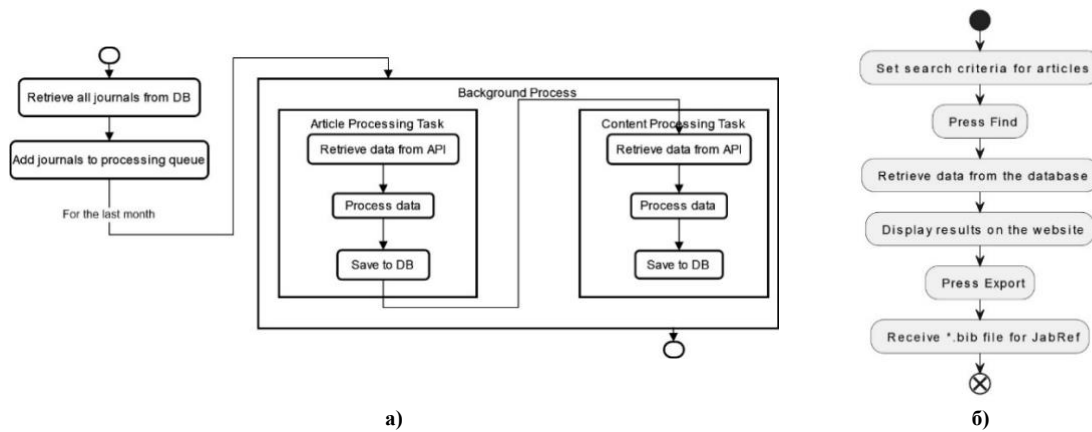 Retrieve all journals from DB
Add journals to processing queue
For the last month
Background Process
Article Processing Task
Retrieve data from API
Process data
Save to DB
Content Processing Task
Retrieve data from API
Process data
Save to DB
а)
Set search criteria for articles
Press Find
Retrieve data from the database
Display results on the website
Press Export
Receive *.bib file for JabRef
б)